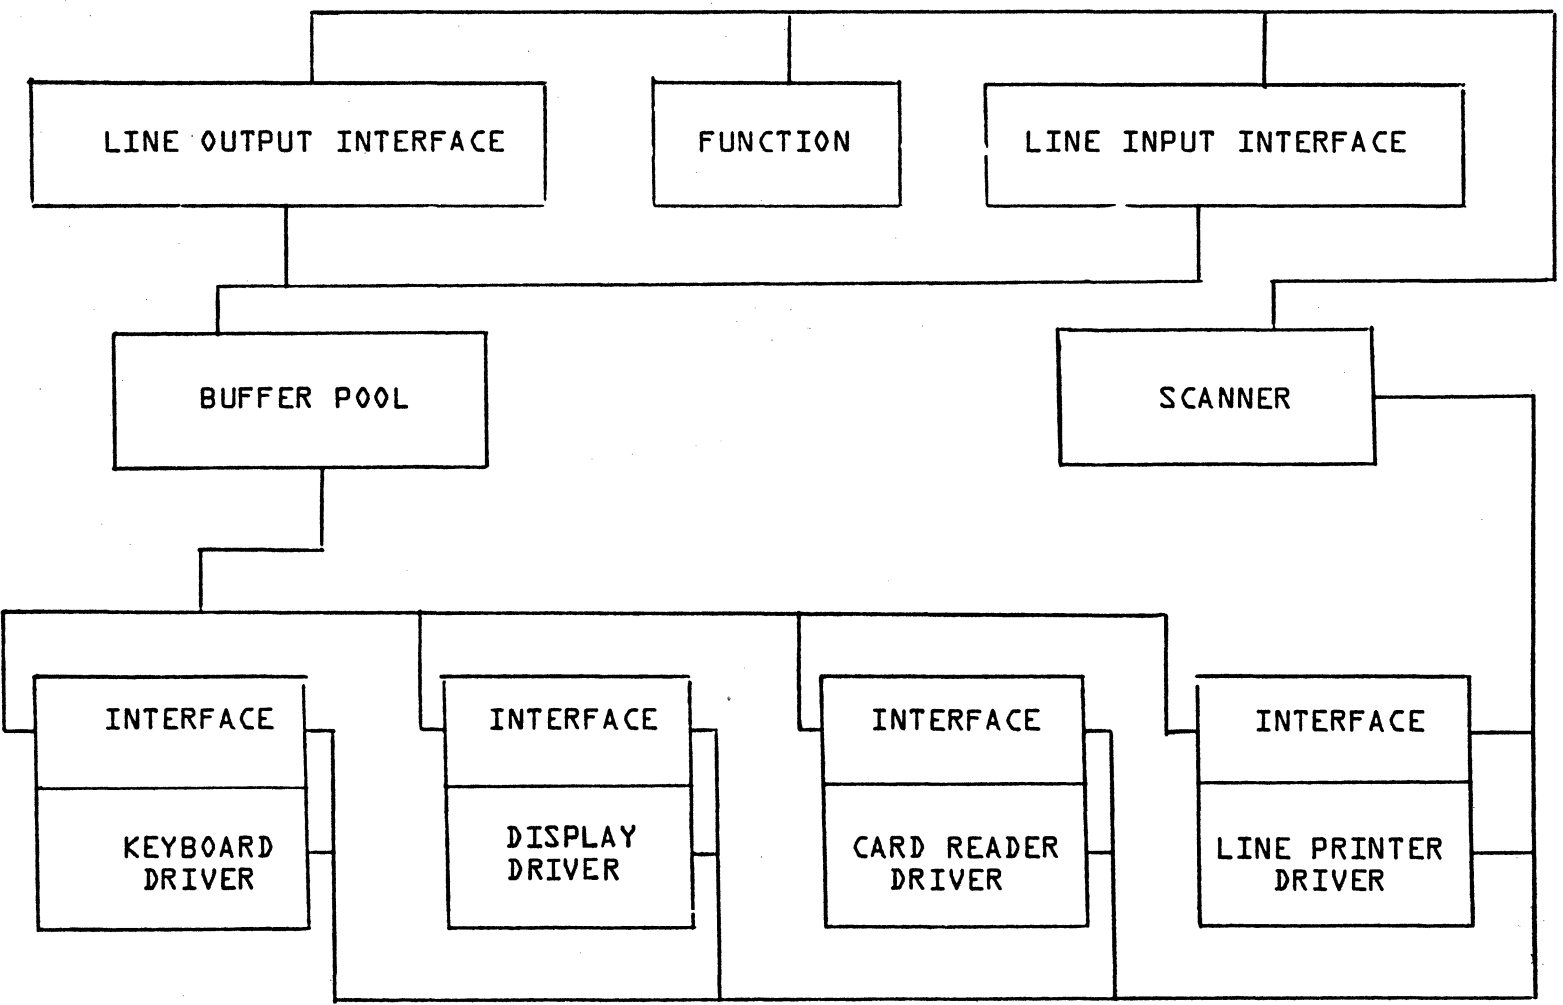 LINE OUTPUT INTERFACE
FUNCTION
LINE INPUT INTERFACE
BUFFER POOL
SCANNER
INTERFACE
INTERFACE
INTERFACE
INTERFACE
KEYBOARD
DRIVER
DISPLAY
DRIVER
CARD READER
DRIVER
LINE PRINTER
DRIVER